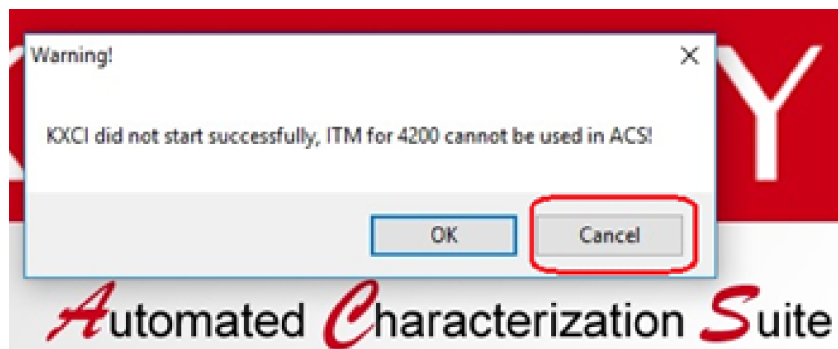 Warning!
KXCI did not start successfully, ITM for 4200 cannot be used in ACS!
OK
Cancel
Y
Automated Characterization Suite